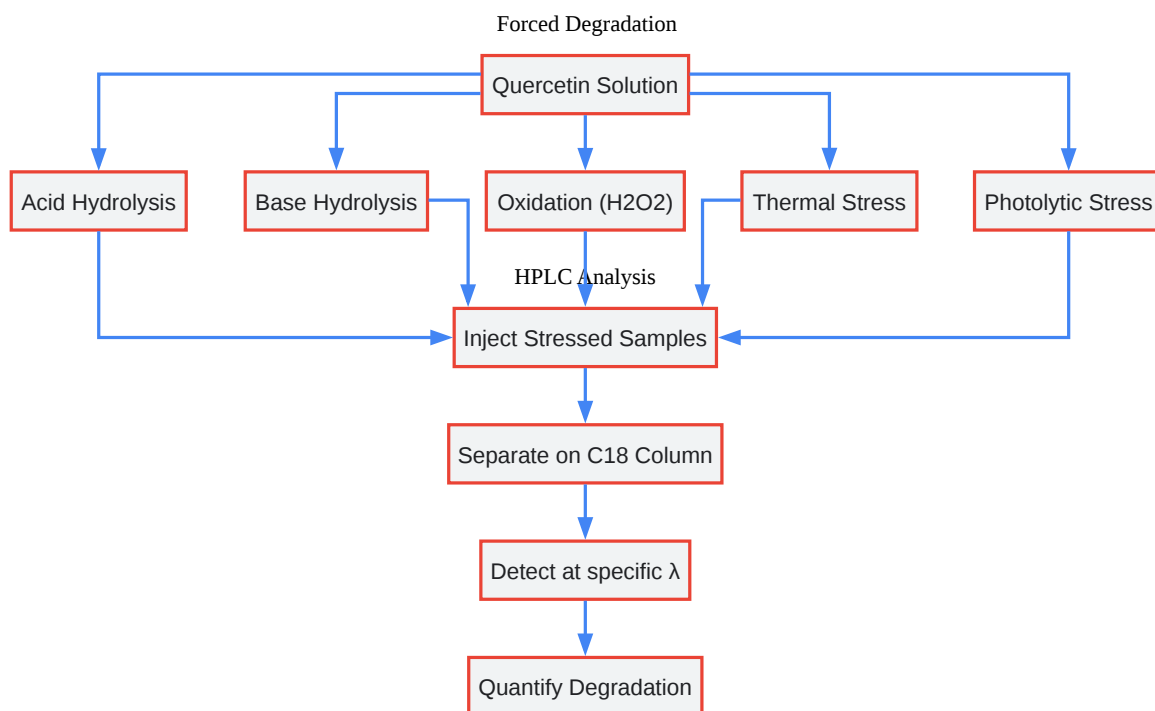 Forced Degradation
Quercetin Solution
Acid Hydrolysis
Base Hydrolysis
Oxidation (H2O2)
Thermal Stress
Photolytic Stress
HPLC Analysis
Inject Stressed Samples
Separate on C18 Column
Detect at specific λ
Quantify Degradation